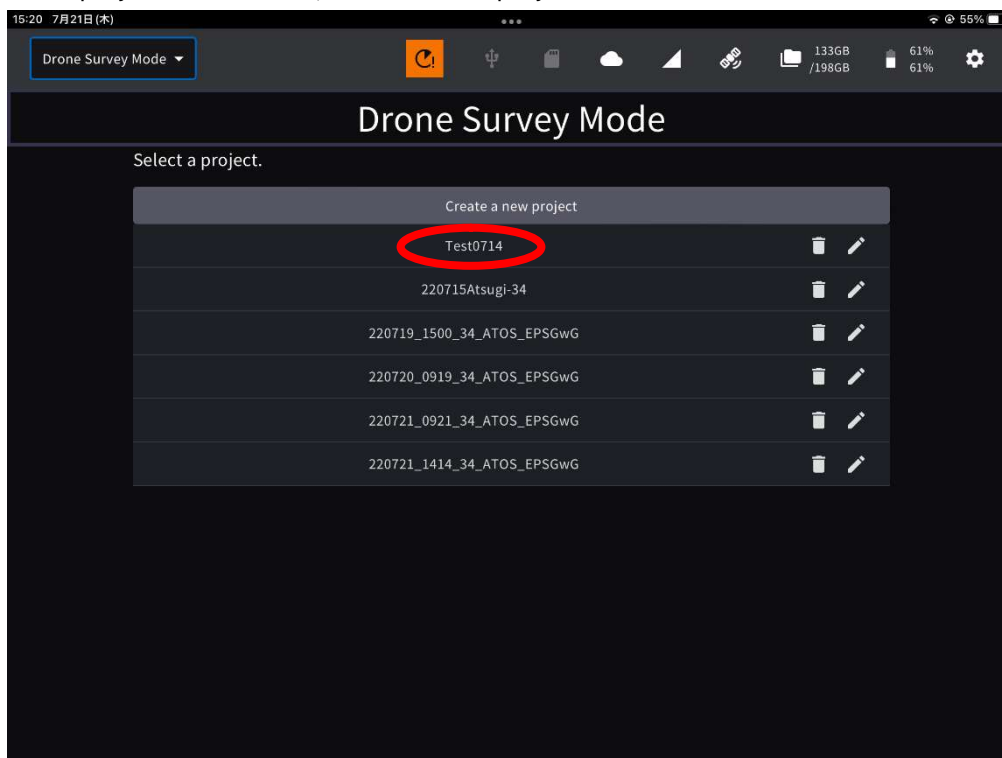 15:20 7月21日(木)
55%
Drone Survey Mode
133GB
/198GB
61%
61%
Drone Survey Mode
Select a project.
Create a new project
Test0714
220715Atsugi-34
220719_1500_34_ATOS_EPSGwG
220720_0919_34_ATOS_EPSGwG
220721_0921_34_ATOS_EPSGwG
220721_1414_34_ATOS_EPSGwG